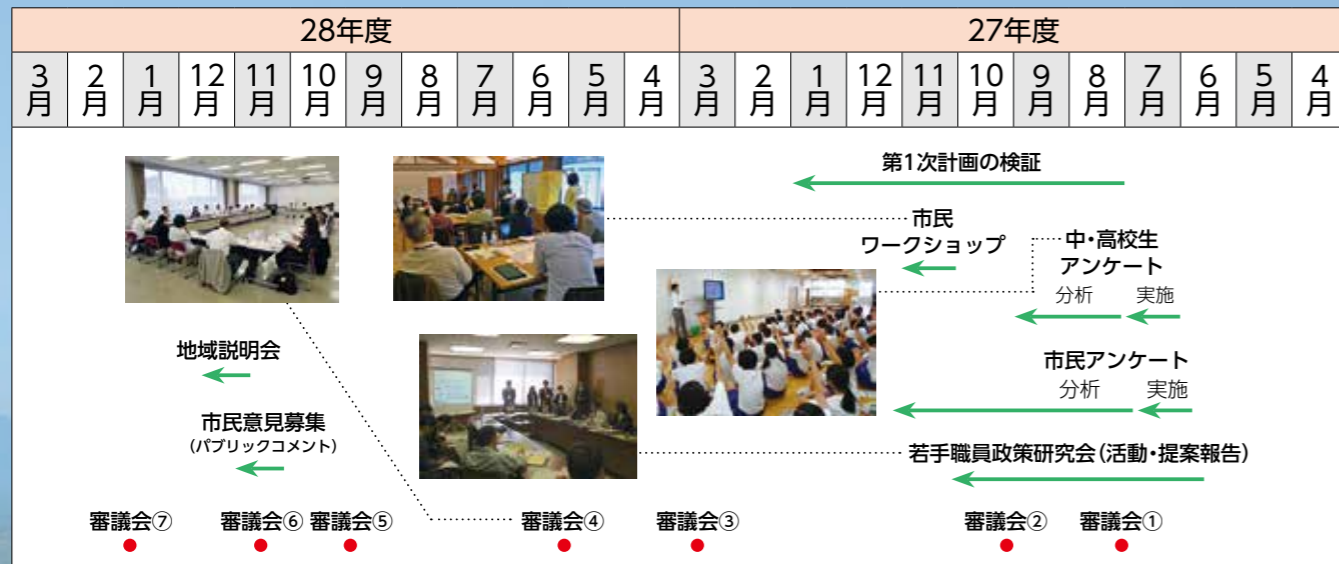 28年度
27年度
3月 2月 1月 12月 11月 10月 9月 8月 7月 6月 5月 4月 3月 2月 1月 12月 11月 10月 9月 8月 7月 6月 5月 4月
第1次計画の検証
市民
ワークショップ
中・高校生
アンケート
分析 実施
地域説明会
市民アンケート
分析 実施
市民意見募集
(パブリックコメント)
若手職員政策研究会(活動・提案報告)
審議会⑦ 審議会⑥ 審議会⑤ 審議会④ 審議会③ 審議会② 審議会①